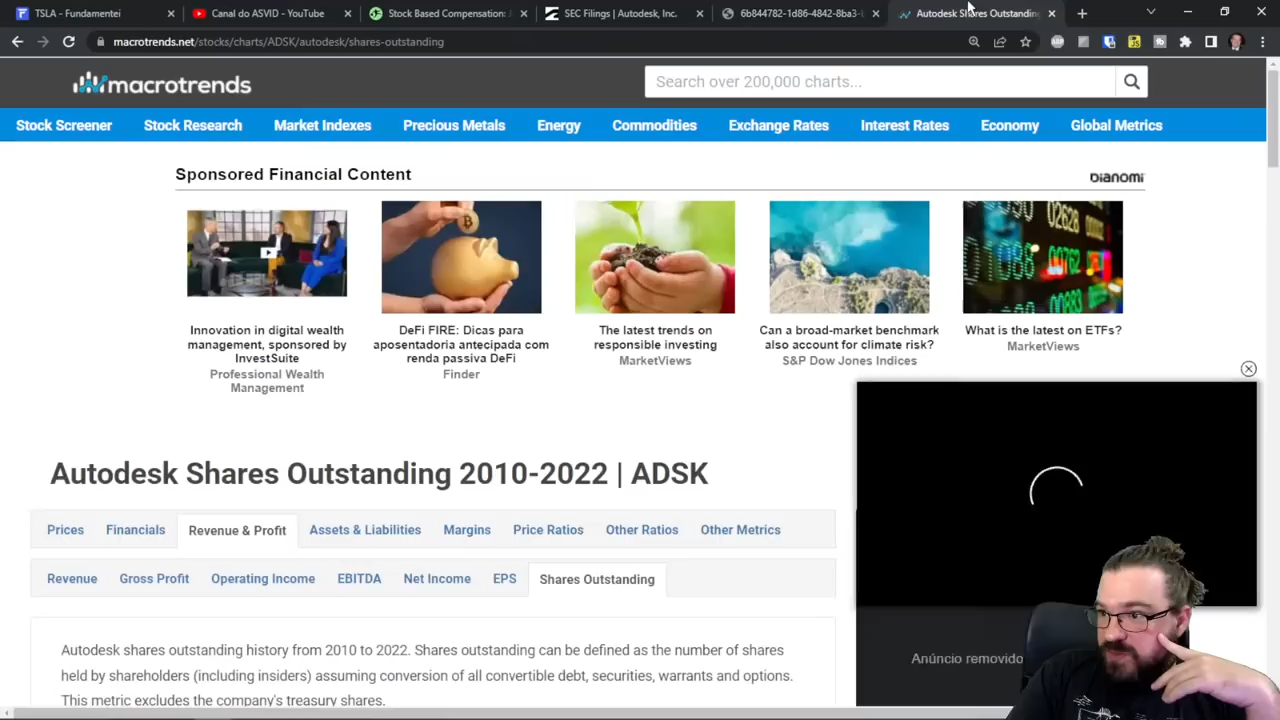 TSLA - Fundamentei
Canal do ASVID - YouTube
Stock Based Compensation:
SEC Filings | Autodesk, Inc.
6b844782-1d86-4842-8ba3-
Autodesk Shares Outstanding
macrotrends.net/stocks/charts/ADSK/autodesk/shares-outstanding
macrotrends
Search over 200,000 charts...
Stock Screener
Stock Research
Market Indexes
Precious Metals
Energy
Commodities
Exchange Rates
Interest Rates
Economy
Global Metrics
Sponsored Financial Content
DIANOMI
Innovation in digital wealth
management, sponsored by
InvestSuite
Professional Wealth
Management
DeFi FIRE: Dicas para
aposentadoria antecipada com
renda passiva DeFi
Finder
The latest trends on
responsible investing
MarketViews
Can a broad-market benchmark
also account for climate risk?
S&P Dow Jones Indices
What is the latest on ETFs?
MarketViews
Autodesk Shares Outstanding 2010-2022 | ADSK
Prices
Financials
Revenue & Profit
Assets & Liabilities
Margins
Price Ratios
Other Ratios
Other Metrics
Revenue
Gross Profit
Operating Income
EBITDA
Net Income
EPS
Shares Outstanding
Autodesk shares outstanding history from 2010 to 2022. Shares outstanding can be defined as the number of shares
held by shareholders (including insiders) assuming conversion of all convertible debt, securities, warrants and options.
This metric excludes the company's treasury shares.
Anúncio removido